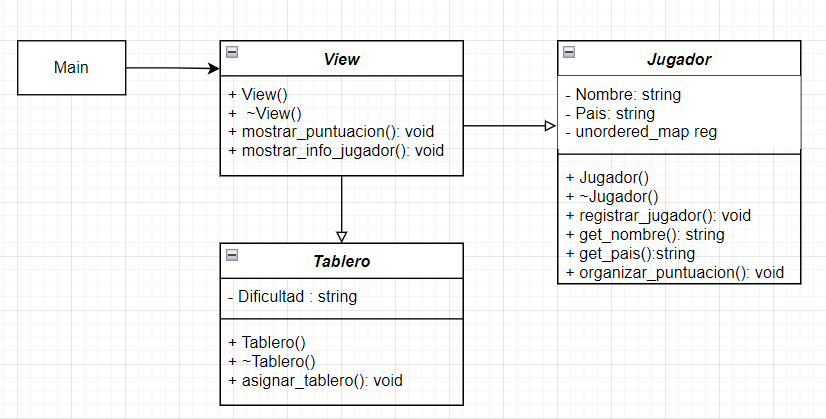 Main
View
+ View()
+ ~View()
+ mostrar_puntuacion(): void
+ mostrar_info_jugador(): void
Jugador
- Nombre: string
- Pais: string
- unordered_map reg
+ Jugador()
+ ~Jugador()
+ registrar_jugador(): void
+ get_nombre(): string
+ get_pais():string
+ organizar_puntuacion(): void
Tablero
- Dificultad : string
+ Tablero()
+ ~Tablero()
+ asignar_tablero(): void